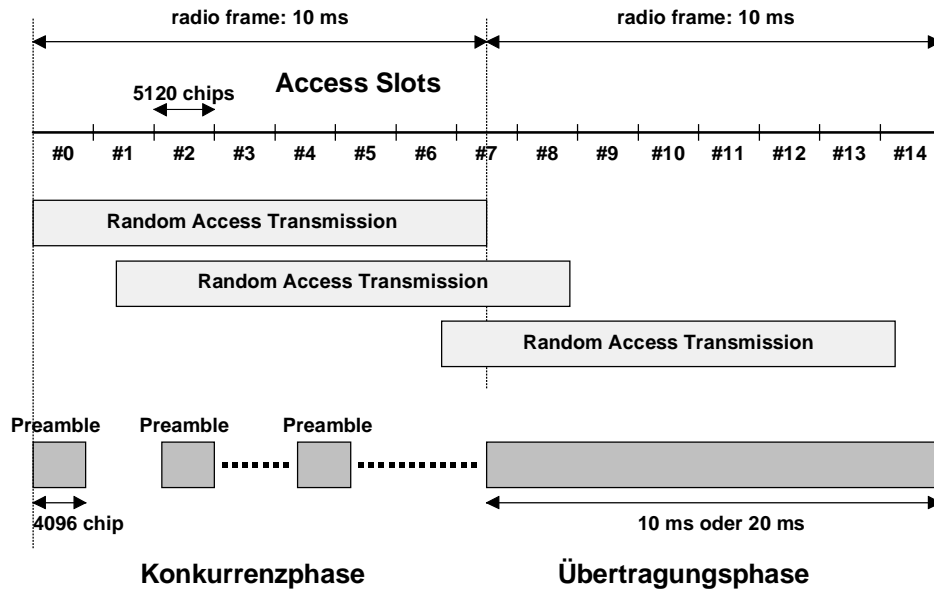 radio frame: 10 ms radio frame: 10 ms
Access Slots
5120 chips
#0 #1 #2 #3 #4 #5 #6 #7 #8 #9 #10 #11 #12 #13 #14
Random Access Transmission
Random Access Transmission
Random Access Transmission
Preamble Preamble Preamble
4096 chip 10 ms oder 20 ms
Konkurrenzphase Übertragungsphase